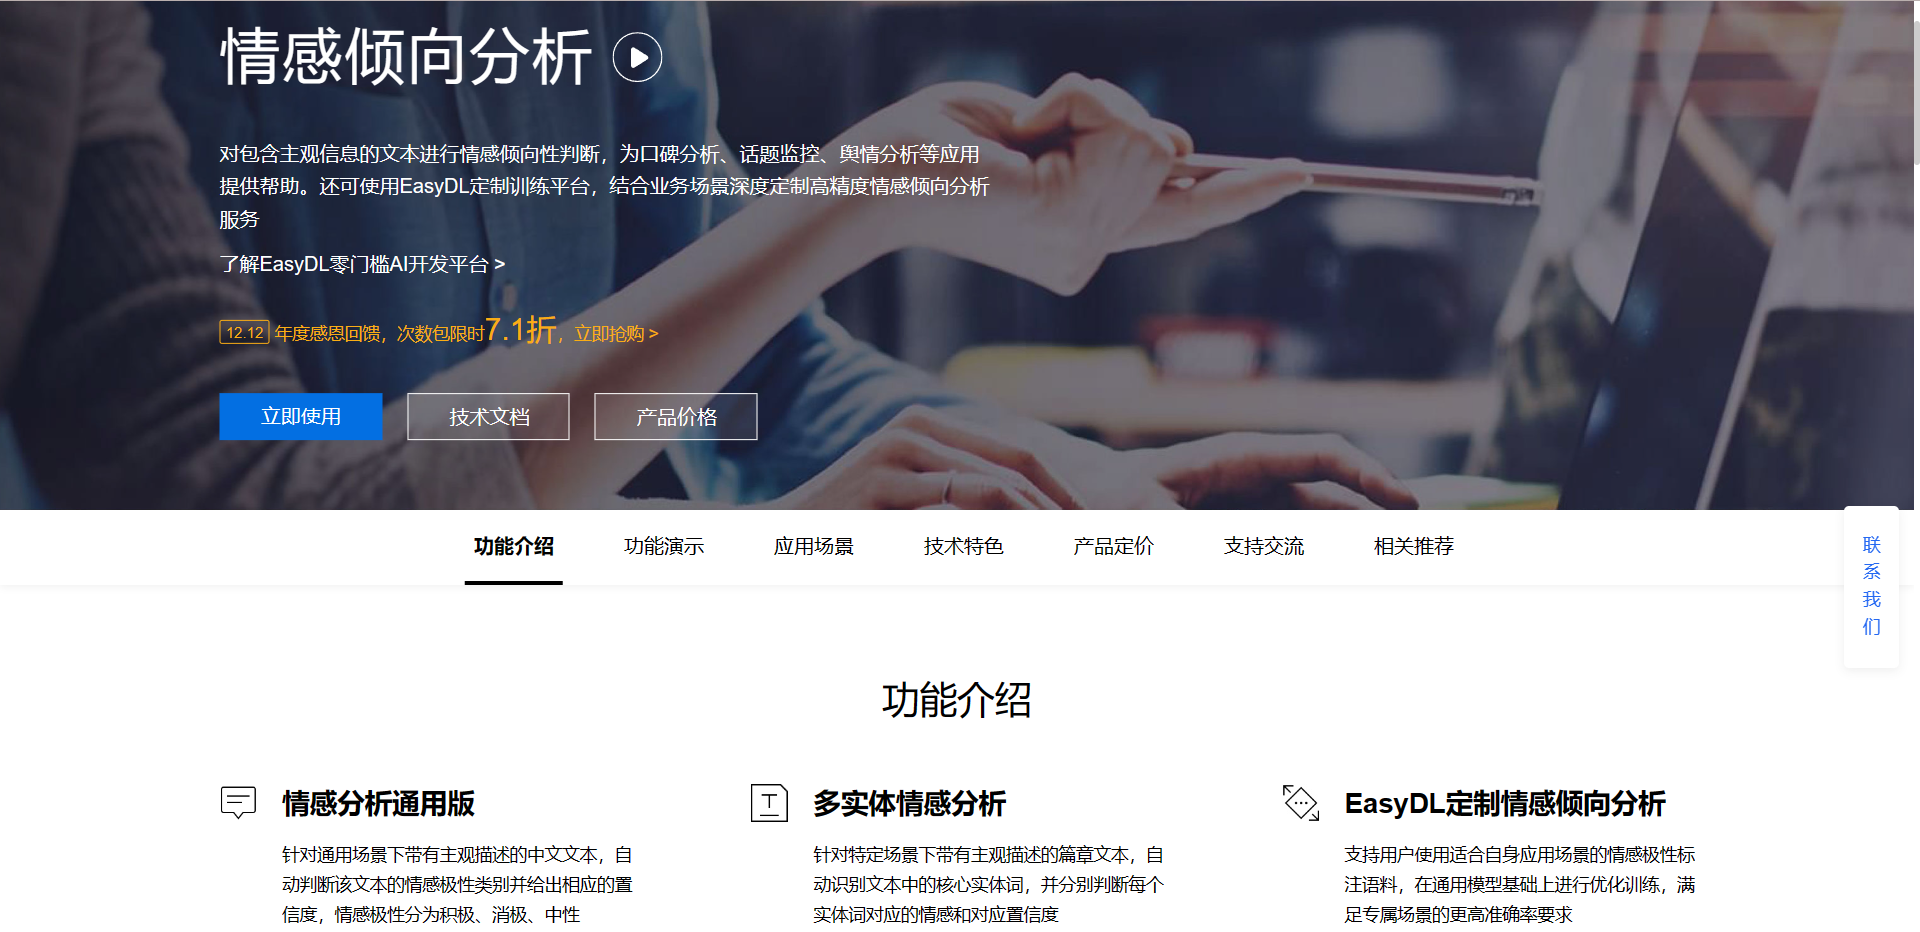 情感倾向分析
对包含主观信息的文本进行情感倾向性判断，为口碑分析、话题监控、舆情分析等应用
提供帮助。还可使用EasyDL定制训练平台，结合业务场景深度定制高精度情感倾向分析
服务
了解EasyDL零门槛AI开发平台 >
12.12 年度感恩回馈，次数包限时7.1折，立即抢购 >
立即使用 技术文档 产品价格
功能介绍 功能演示 应用场景 技术特色 产品定价 支持交流 相关推荐
联
系
我
们
功能介绍
情感分析通用版
针对通用场景下带有主观描述的中文文本，自
动判断该文本的情感极性类别并给出相应的置
信度，情感极性分为积极、消极、中性
多实体情感分析
针对特定场景下带有主观描述的篇章文本，自
动识别文本中的核心实体词，并分别判断每个
实体词对应的情感和对应置信度
EasyDL定制情感倾向分析
支持用户使用适合自身应用场景的情感极性标
注语料，在通用模型基础上进行优化训练，满
足专属场景的更高准确率要求